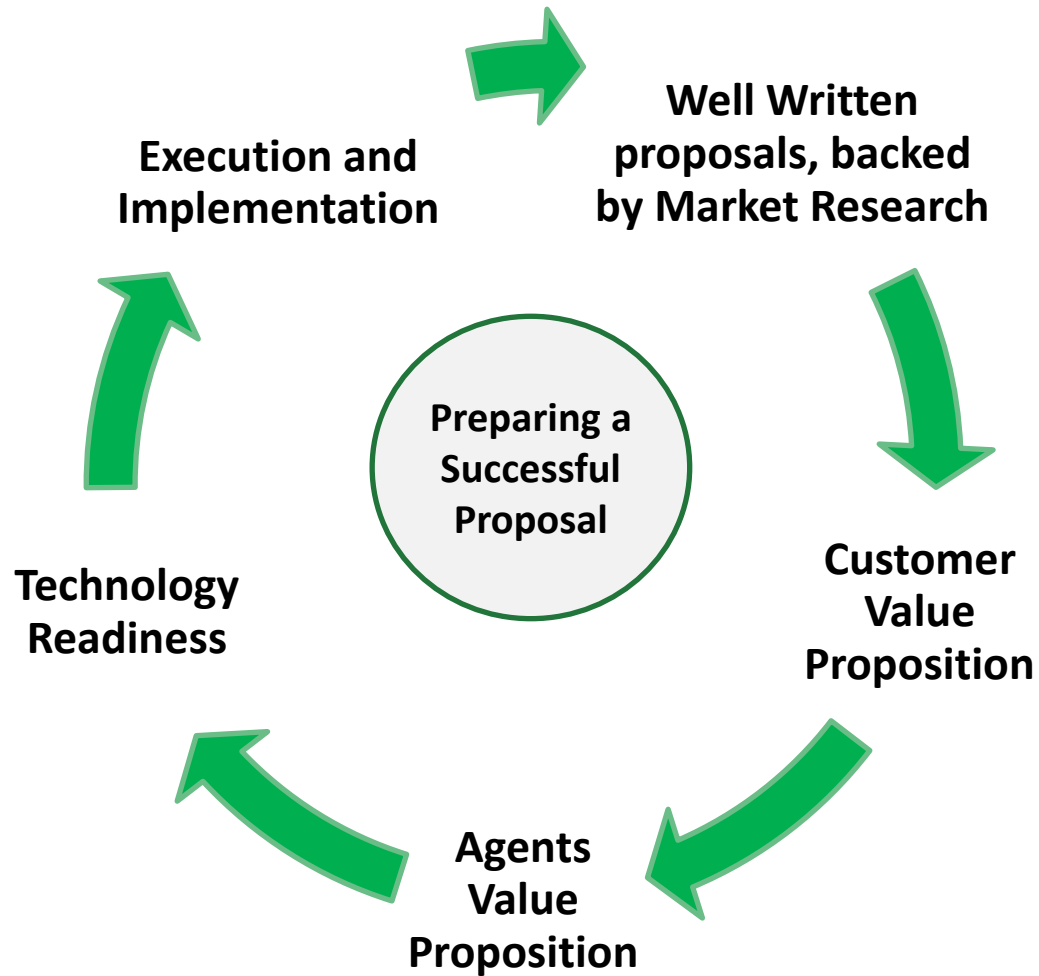 Well Written
proposals, backed
by Market Research
Customer
Value
Proposition
Agents
Value
Proposition
Technology
Readiness
Execution and
Implementation
Preparing a
Successful
Proposal